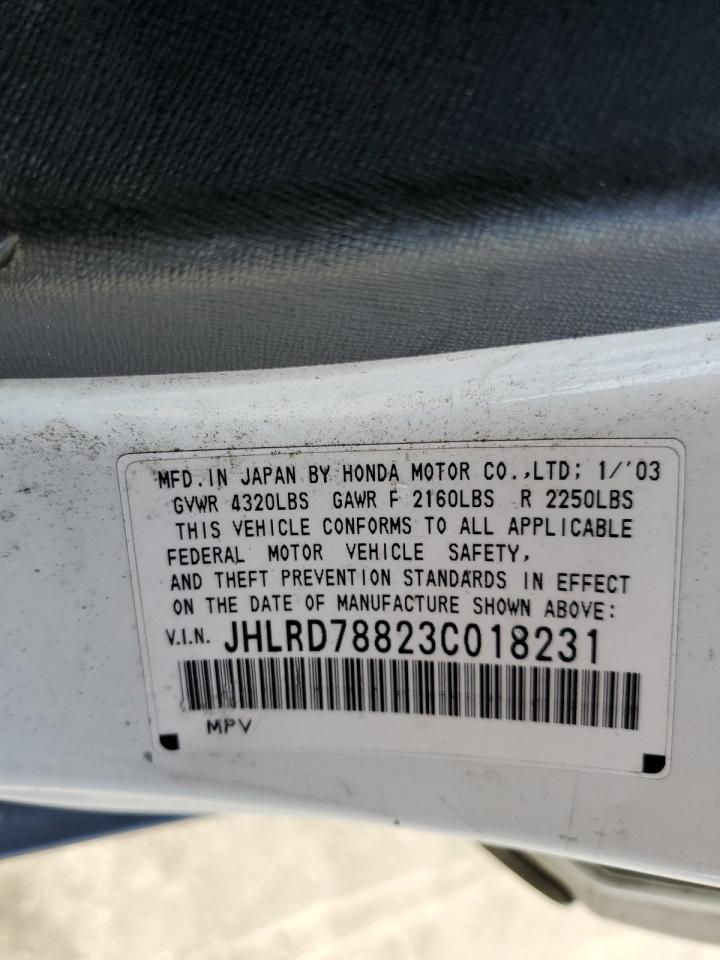 MFD. IN JAPAN BY HONDA MOTOR CO.,LTD; 1/'03
GVWR 4320LBS GAWR F 2160LBS R 2250LBS
THIS VEHICLE CONFORMS TO ALL APPLICABLE
FEDERAL MOTOR VEHICLE SAFETY,
AND THEFT PREVENTION STANDARDS IN EFFECT
ON THE DATE OF MANUFACTURE SHOWN ABOVE:
V.I.N. JHLRD78823C018231
MPV